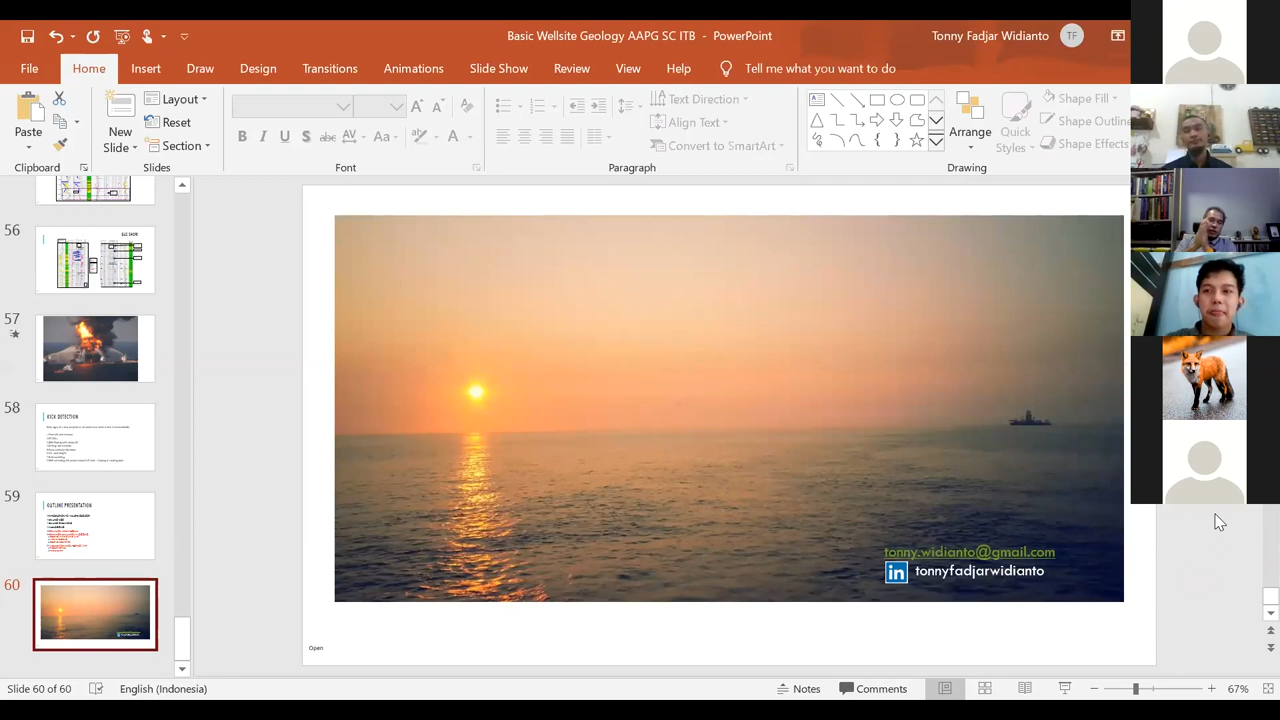 Basic Wellsite Geology AAPG SC ITB - PowerPoint
Tonny Fadjar Widianto
TF
File
Home
Insert
Draw
Design
Transitions
Animations
Slide Show
Review
View
Help
Tell me what you want to do
Paste
New
Slide
Layout
Reset
Section
B
I
U
S
abc
AV
Aa
A
Text Direction
Align Text
Convert to SmartArt
Arrange
Quick
Styles
Shape Fill
Shape Outline
Shape Effects
Clipboard
Slides
Font
Paragraph
Drawing
56
57
58
KICK DETECTION
59
OUTLINE PRESENTATION
60
tonny.widianto@gmail.com
in tonnyfadjarwidianto
Open
Slide 60 of 60
English (Indonesia)
Notes
Comments
67%